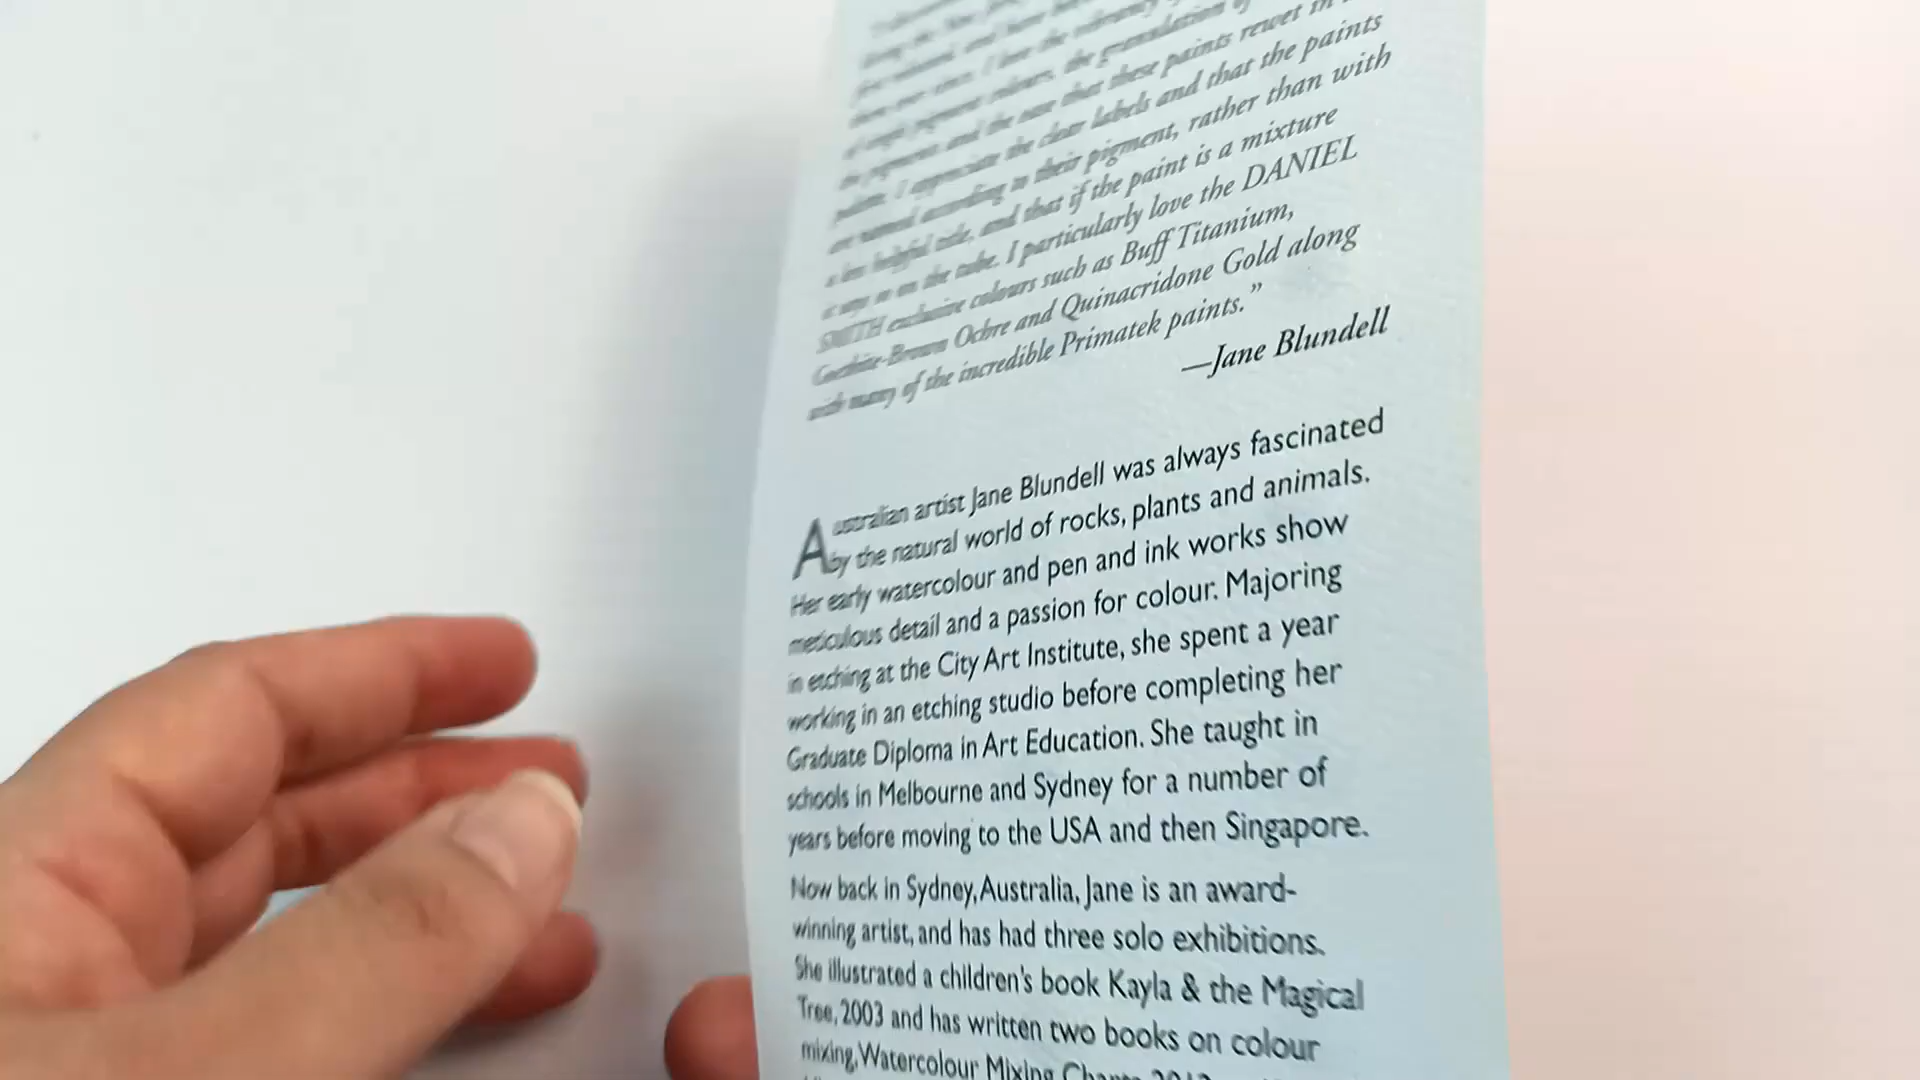 the granulation of
the ease that these paints rewet in
I appreciate the clear labels and that the paints
are named according to their pigment, rather than with
a less helpful title, and that if the paint is a mixture
it says so on the tube. I particularly love the DANIEL
SMITH exclusive colours such as Buff Titanium,
Goethite-Brown Ochre and Quinacridone Gold along
with many of the incredible Primatek paints.”
—Jane Blundell
Australian artist Jane Blundell was always fascinated
by the natural world of rocks, plants and animals.
Her early watercolour and pen and ink works show
meticulous detail and a passion for colour. Majoring
in etching at the City Art Institute, she spent a year
working in an etching studio before completing her
Graduate Diploma in Art Education. She taught in
schools in Melbourne and Sydney for a number of
years before moving to the USA and then Singapore.
Now back in Sydney, Australia, Jane is an award-
winning artist, and has had three solo exhibitions.
She illustrated a children's book Kayla & the Magical
Tree, 2003 and has written two books on colour
mixing, Watercolour Mixing Charts